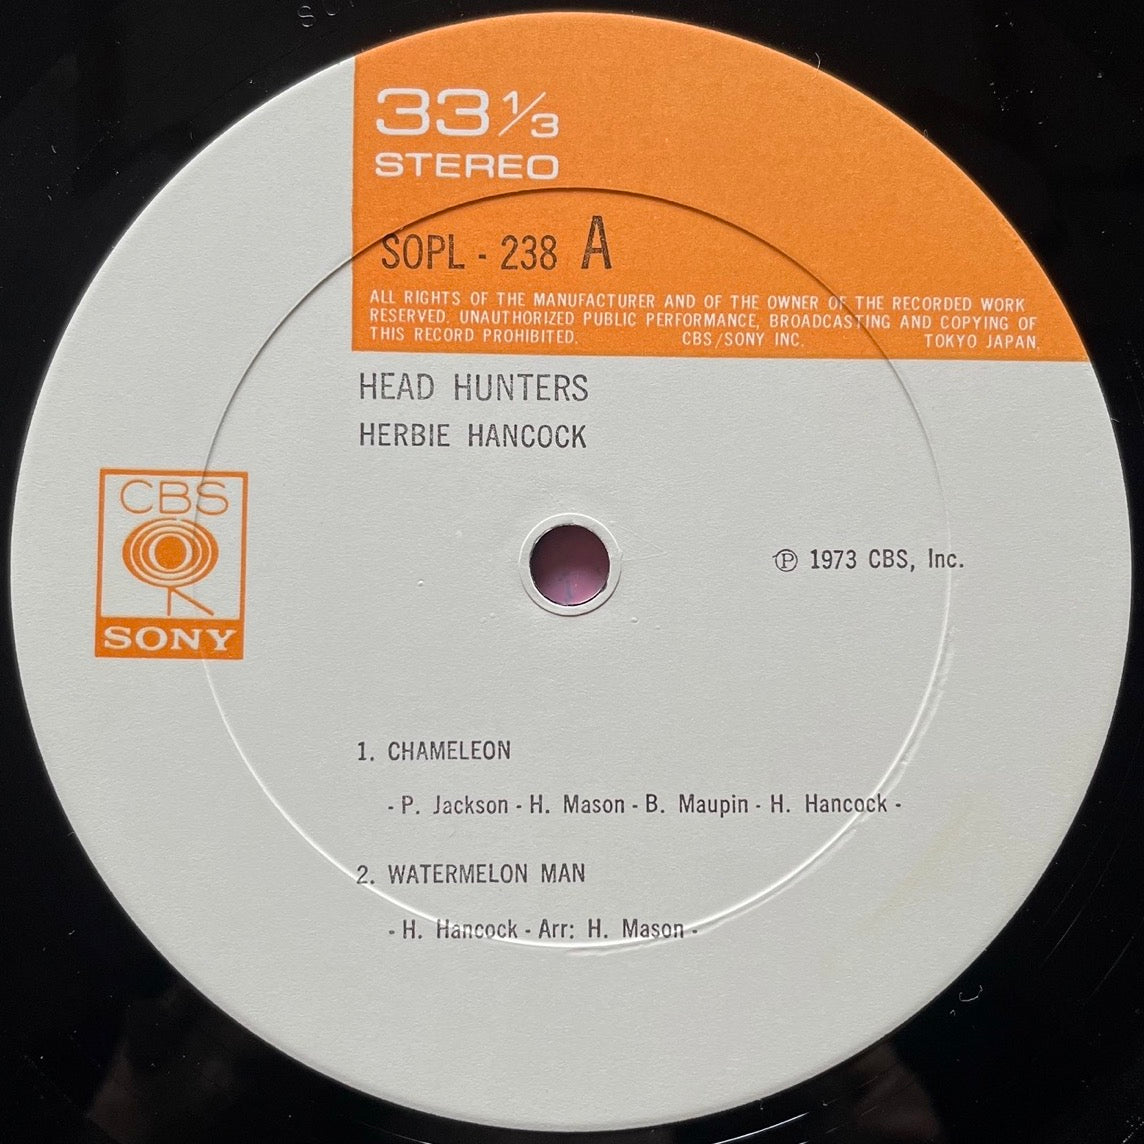 33 1/3
STEREO
SOPL - 238 A
ALL RIGHTS OF THE MANUFACTURER AND OF THE OWNER OF THE RECORDED WORK
RESERVED. UNAUTHORIZED PUBLIC PERFORMANCE, BROADCASTING AND COPYING OF
THIS RECORD PROHIBITED. CBS/SONY INC. TOKYO JAPAN.
HEAD HUNTERS
HERBIE HANCOCK
CBS
SONY
℗ 1973 CBS, Inc.
1. CHAMELEON
- P. Jackson - H. Mason - B. Maupin - H. Hancock -
2. WATERMELON MAN
- H. Hancock - Arr: H. Mason -